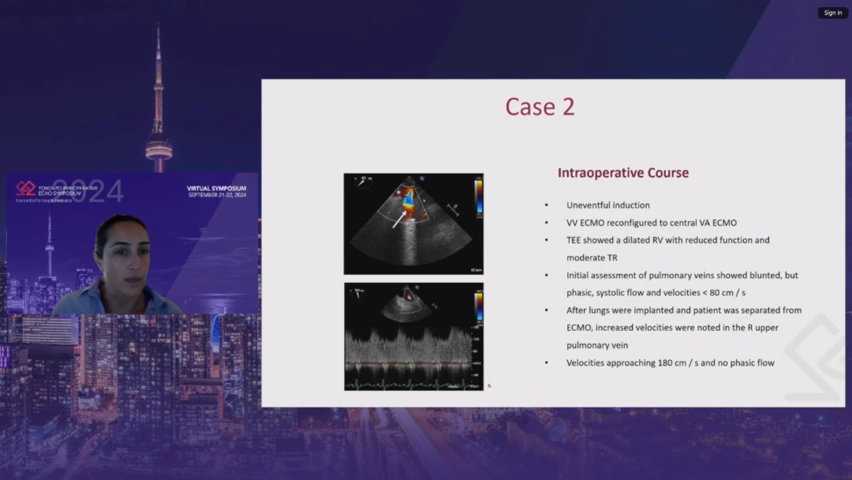 Sign in
Case 2
TORONTO PERIOPERATIVE
ECHO SYMPOSIUM
2024
VIRTUAL SYMPOSIUM
SEPTEMBER 21-22, 2024
Intraoperative Course
• Uneventful induction
• VV ECMO reconfigured to central VA ECMO
• TEE showed a dilated RV with reduced function and
moderate TR
• Initial assessment of pulmonary veins showed blunted, but
phasic, systolic flow and velocities < 80 cm / s
• After lungs were implanted and patient was separated from
ECMO, increased velocities were noted in the R upper
pulmonary vein
• Velocities approaching 180 cm / s and no phasic flow